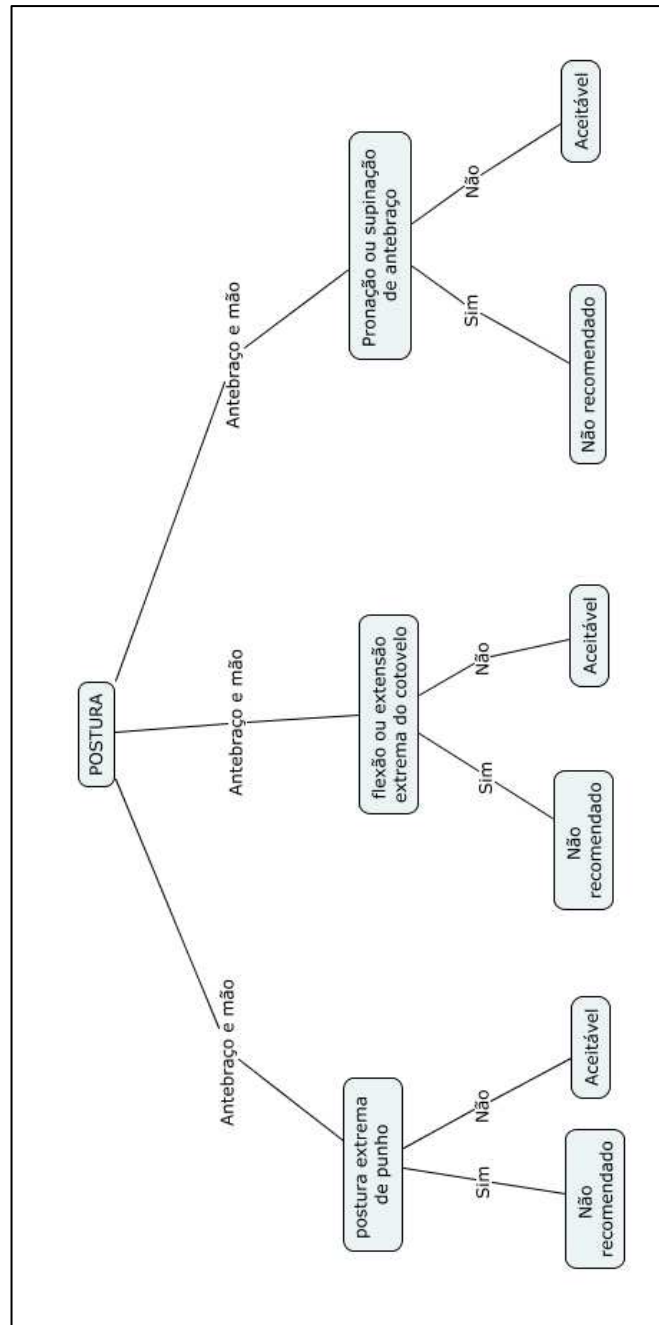 POSTURA
Antebraço e mão
Antebraço e mão
Antebraço e mão
postura extrema
de punho
flexão ou extensão
extrema do cotovelo
Pronação ou supinação
de antebraço
Sim
Não
Sim
Não
Sim
Não
Não
recomendado
Aceitável
Não
recomendado
Aceitável
Não recomendado
Aceitável